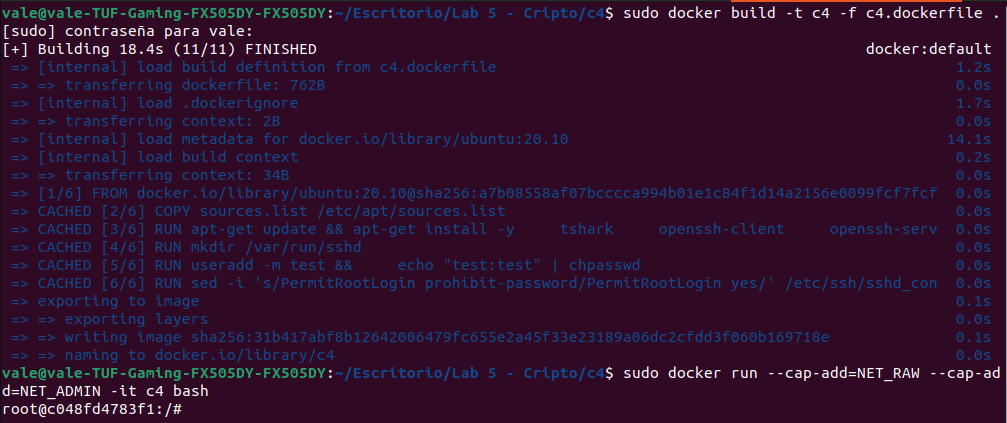 vale@vale-TUF-Gaming-FX505DY-FX505DY:~/Escritorio/Lab 5 - Cripto/c4$ sudo docker build -t c4 -f c4.dockerfile .
[sudo] contraseña para vale:
[+] Building 18.4s (11/11) FINISHED docker:default
=> [internal] load build definition from c4.dockerfile 1.2s
=> => transferring dockerfile: 762B 0.0s
=> [internal] load .dockerignore 1.7s
=> => transferring context: 2B 0.0s
=> [internal] load metadata for docker.io/library/ubuntu:20.10 14.1s
=> [internal] load build context 0.2s
=> => transferring context: 34B 0.0s
=> [1/6] FROM docker.io/library/ubuntu:20.10@sha256:a7b08558af07bcccca994b01e1c84f1d14a2156e0099fcf7fcf 0.0s
=> CACHED [2/6] COPY sources.list /etc/apt/sources.list 0.0s
=> CACHED [3/6] RUN apt-get update && apt-get install -y     tshark     openssh-client     openssh-serv 0.0s
=> CACHED [4/6] RUN mkdir /var/run/sshd 0.0s
=> CACHED [5/6] RUN useradd -m test &&     echo "test:test" | chpasswd 0.0s
=> CACHED [6/6] RUN sed -i 's/PermitRootLogin prohibit-password/PermitRootLogin yes/' /etc/ssh/sshd_con 0.0s
=> exporting to image 0.1s
=> => exporting layers 0.0s
=> => writing image sha256:31b417abf8b12642006479fc655e2a45f33e23189a06dc2cfdd3f060b169718e 0.1s
=> => naming to docker.io/library/c4 0.1s
vale@vale-TUF-Gaming-FX505DY-FX505DY:~/Escritorio/Lab 5 - Cripto/c4$ sudo docker run --cap-add=NET_RAW --cap-ad
d=NET_ADMIN -it c4 bash
root@c048fd4783f1:/#